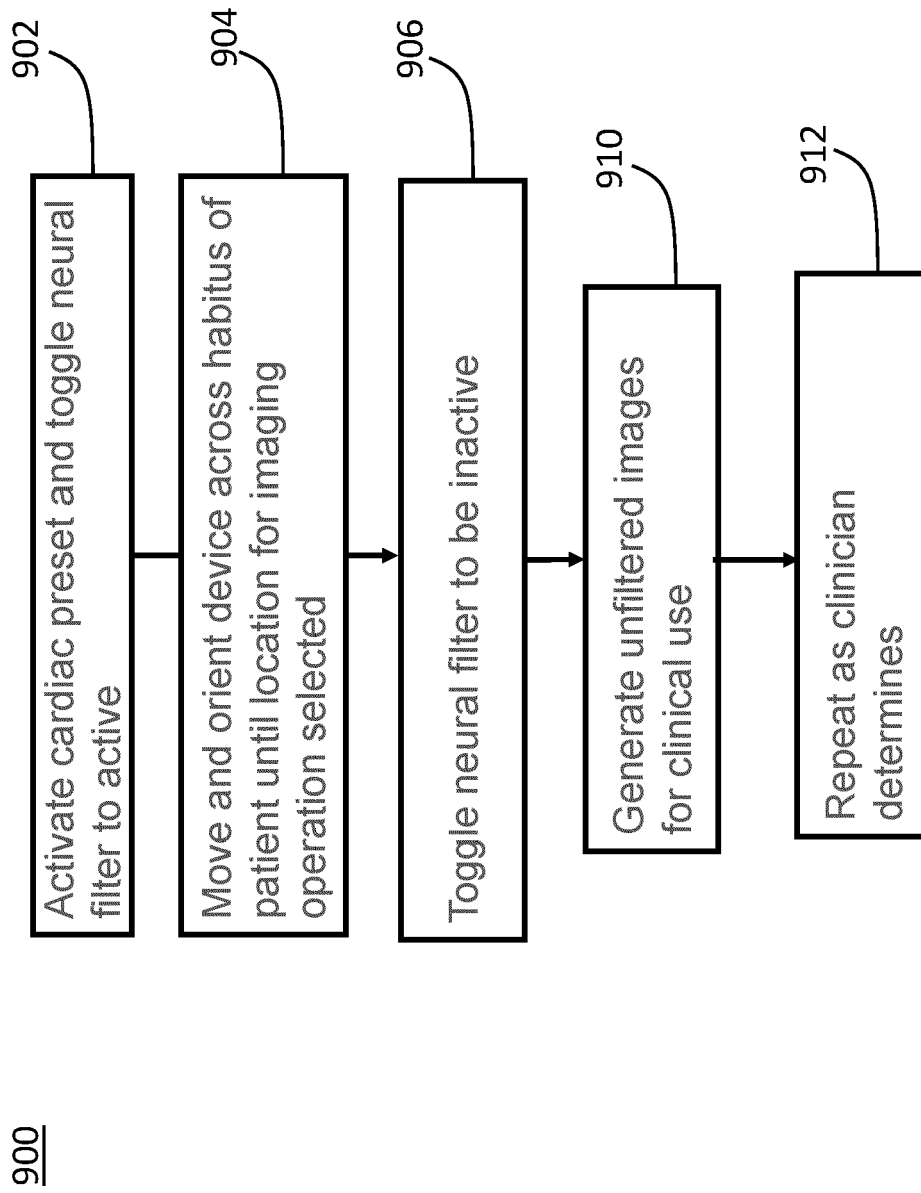 900
902
Activate cardiac preset and toggle neural
filter to active
904
Move and orient device across habitus of
patient until location for imaging
operation selected
906
Toggle neural filter to be inactive
910
Generate unfiltered images
for clinical use
912
Repeat as clinician
determines